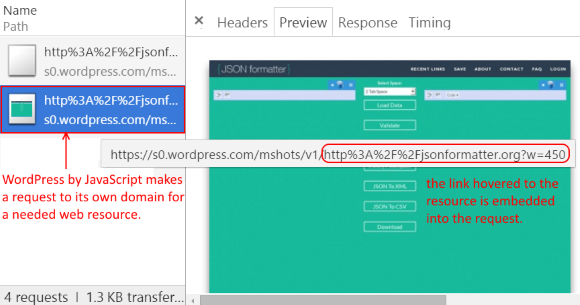 Name
Path
http%3A%2F%2Fjsonf...
s0.wordpress.com/ms...
http%3A%2F%2Fjsonf...
s0.wordpress.com/ms...
WordPress by JavaScript makes
a request to its own domain for
a needed web resource.
4 requests | 1.3 KB transfer...
× Headers Preview Response Timing
JSON formatter
RECENT LINKS SAVE ABOUT CONTACT FAQ LOGIN
Select Space:
2 Tab Space
Load Data
Validate
https://s0.wordpress.com/mshots/v1/http%3A%2F%2Fjsonformatter.org?w=450
JSON To XML
JSON To CSV
Download
the link hovered to the
resource is embedded
into the request.